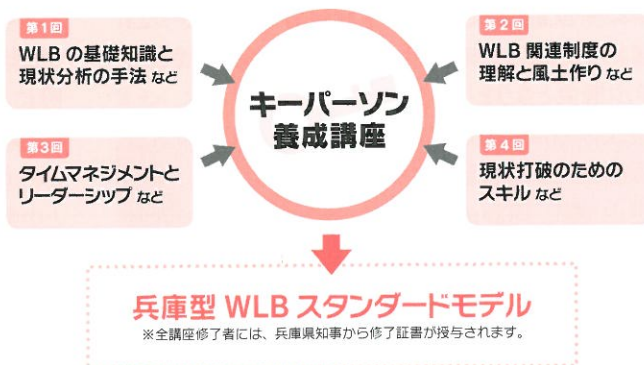 第1回
WLB の基礎知識と
現状分析の手法 など
第2回
WLB 関連制度の
理解と風土作り など
キーパーソン
養成講座
第3回
タイムマネジメントと
リーダーシップ など
第4回
現状打破のための
スキル など
兵庫型 WLB スタンダードモデル
※全講座修了者には、兵庫県知事から修了証書が授与されます。